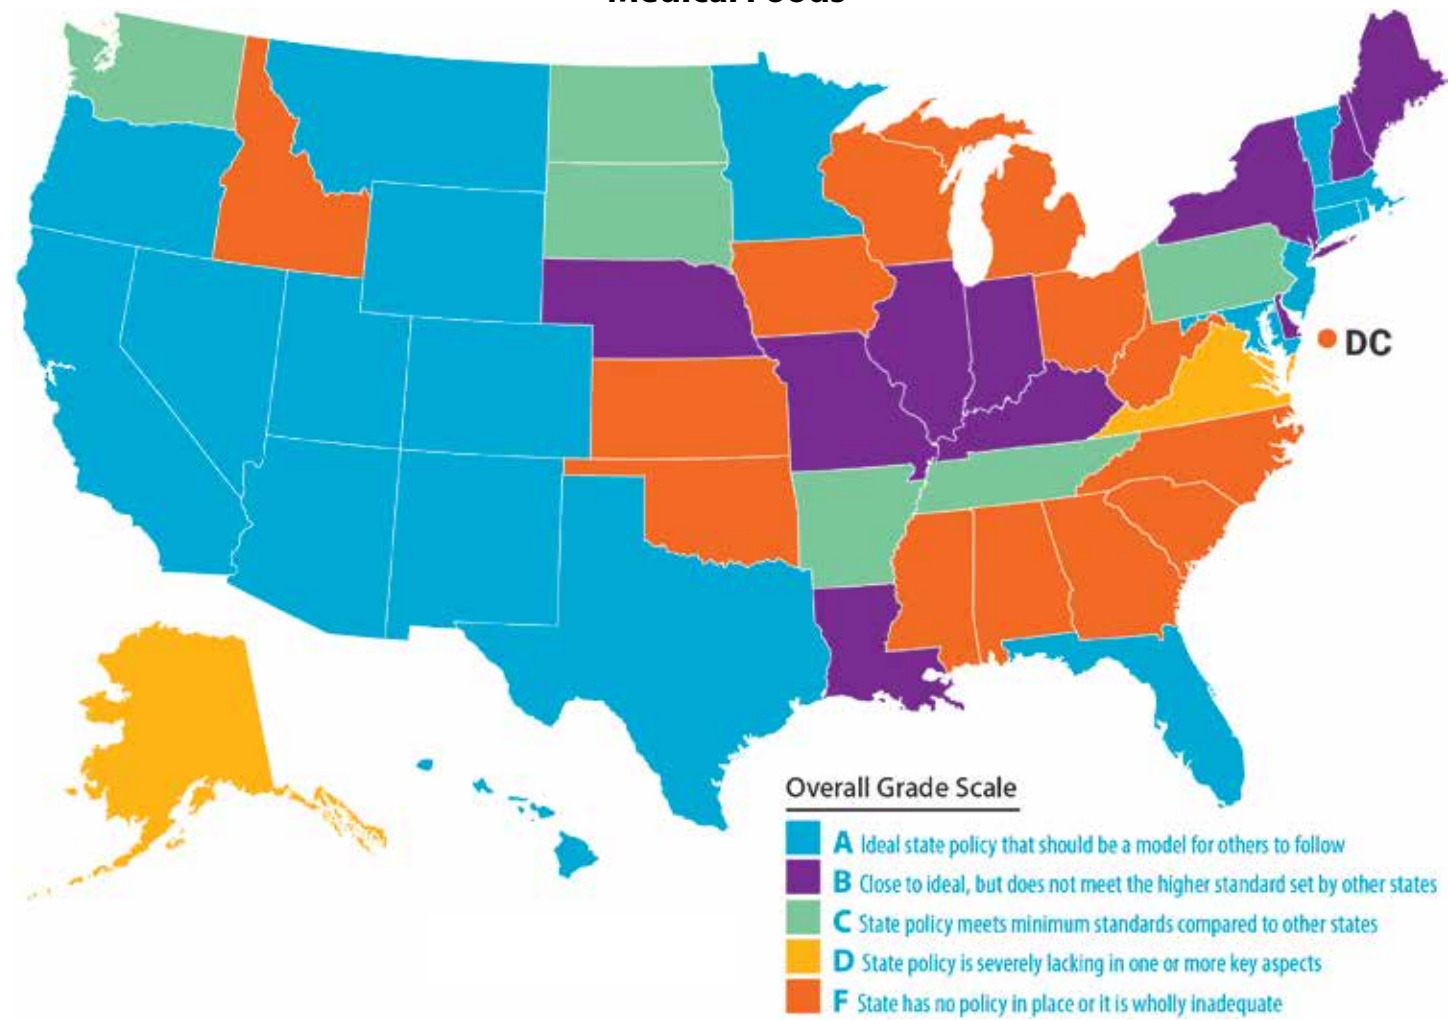 Medical Foods
DC
Overall Grade Scale
A Ideal state policy that should be a model for others to follow
B Close to ideal, but does not meet the higher standard set by other states
C State policy meets minimum standards compared to other states
D State policy is severely lacking in one or more key aspects
F State has no policy in place or it is wholly inadequate